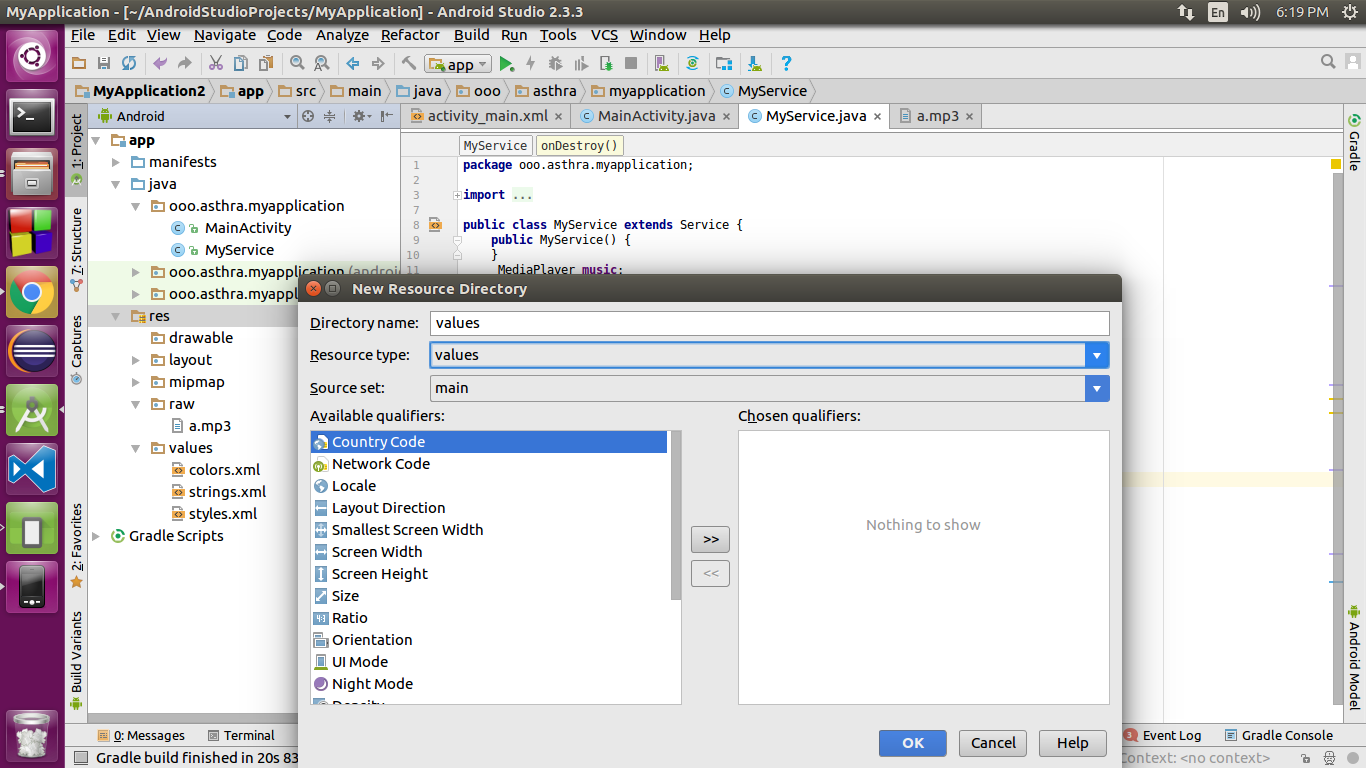 MyApplication - [~/AndroidStudioProjects/MyApplication] - Android Studio 2.3.3
En
6:19 PM
File Edit View Navigate Code Analyze Refactor Build Run Tools VCS Window Help
app
MyApplication2 app src main java ooo asthra myapplication MyService
Android
activity_main.xml MainActivity.java MyService.java a.mp3
1: Project
7: Structure
Captures
2: Favorites
Build Variants
app
manifests
java
ooo.asthra.myapplication
MainActivity
MyService
ooo.asthra.myapplication (andro
ooo.asthra.myappl
res
drawable
layout
mipmap
raw
a.mp3
values
colors.xml
strings.xml
styles.xml
Gradle Scripts
MyService onDestroy()
1 package ooo.asthra.myapplication;
2
3 import ...
7
8 public class MyService extends Service {
9 public MyService() {
10 }
11 MediaPlayer music;
New Resource Directory
Directory name: values
Resource type: values
Source set: main
Available qualifiers:
Chosen qualifiers:
Country Code
Network Code
Locale
Layout Direction
Smallest Screen Width
Screen Width
Screen Height
Size
Ratio
Orientation
UI Mode
Night Mode
Density
>>
<<
Nothing to show
OK Cancel Help
Gradle
Android Model
0: Messages Terminal 3 Event Log Gradle Console
Gradle build finished in 20s 83
Context: <no context>